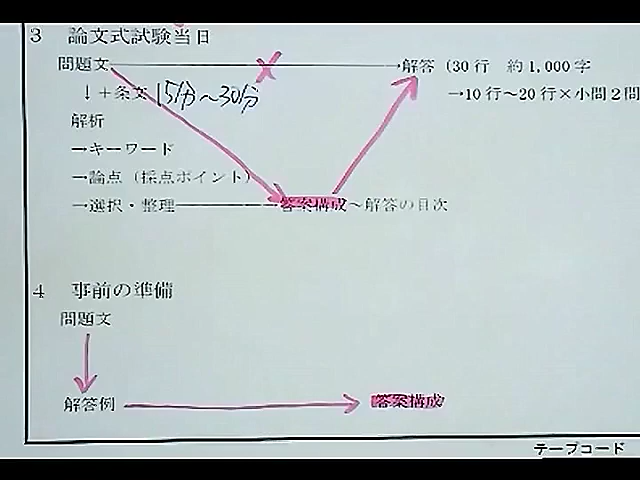 3 論文式試験当日
問題文 → 解答 (30行 約1,000字
↓+条文 15分～30分 →10行～20行×小問2問
解析
→キーワード
→論点(採点ポイント)
→選択・整理 答案構成～解答の目次
4 事前の準備
問題文
解答例 答案構成
テープコード